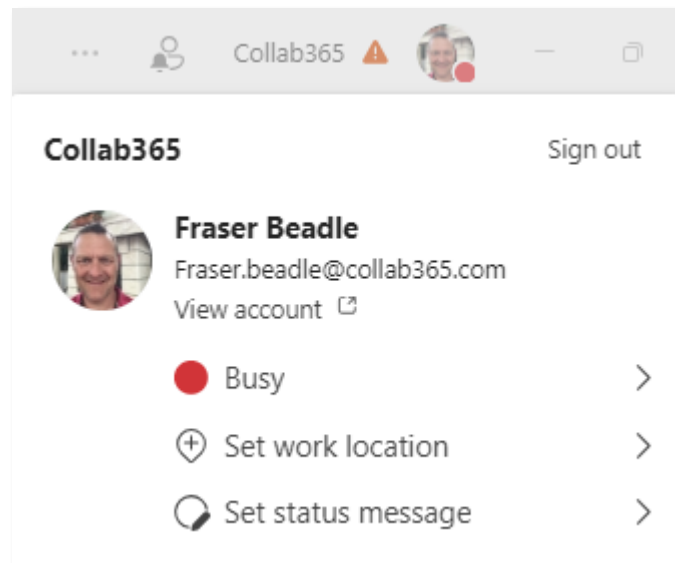 Collab365
Collab365 Sign out
Fraser Beadle
Fraser.beadle@collab365.com
View account
Busy
Set work location
Set status message